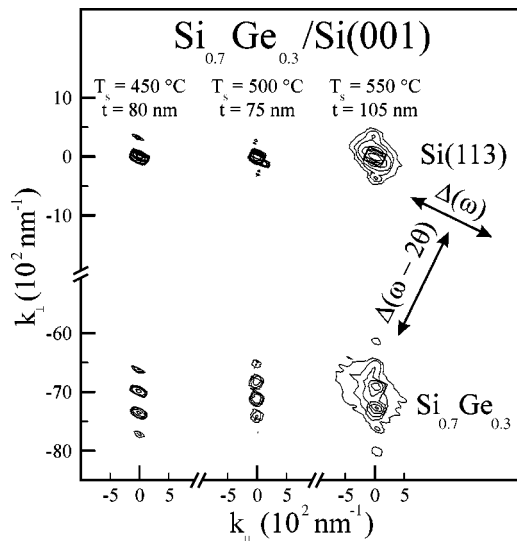 Si0.7Ge0.3/Si(001)
Ts = 450 °C Ts = 500 °C Ts = 550 °C
t = 80 nm t = 75 nm t = 105 nm
10
0
-10
Si(113)
Δ(ω)
Δ(ω − 2θ)
k⊥ (10² nm⁻¹)
-60
-70
-80
Si0.7Ge0.3
-5 0 5 -5 0 5 -5 0 5
k|| (10² nm⁻¹)